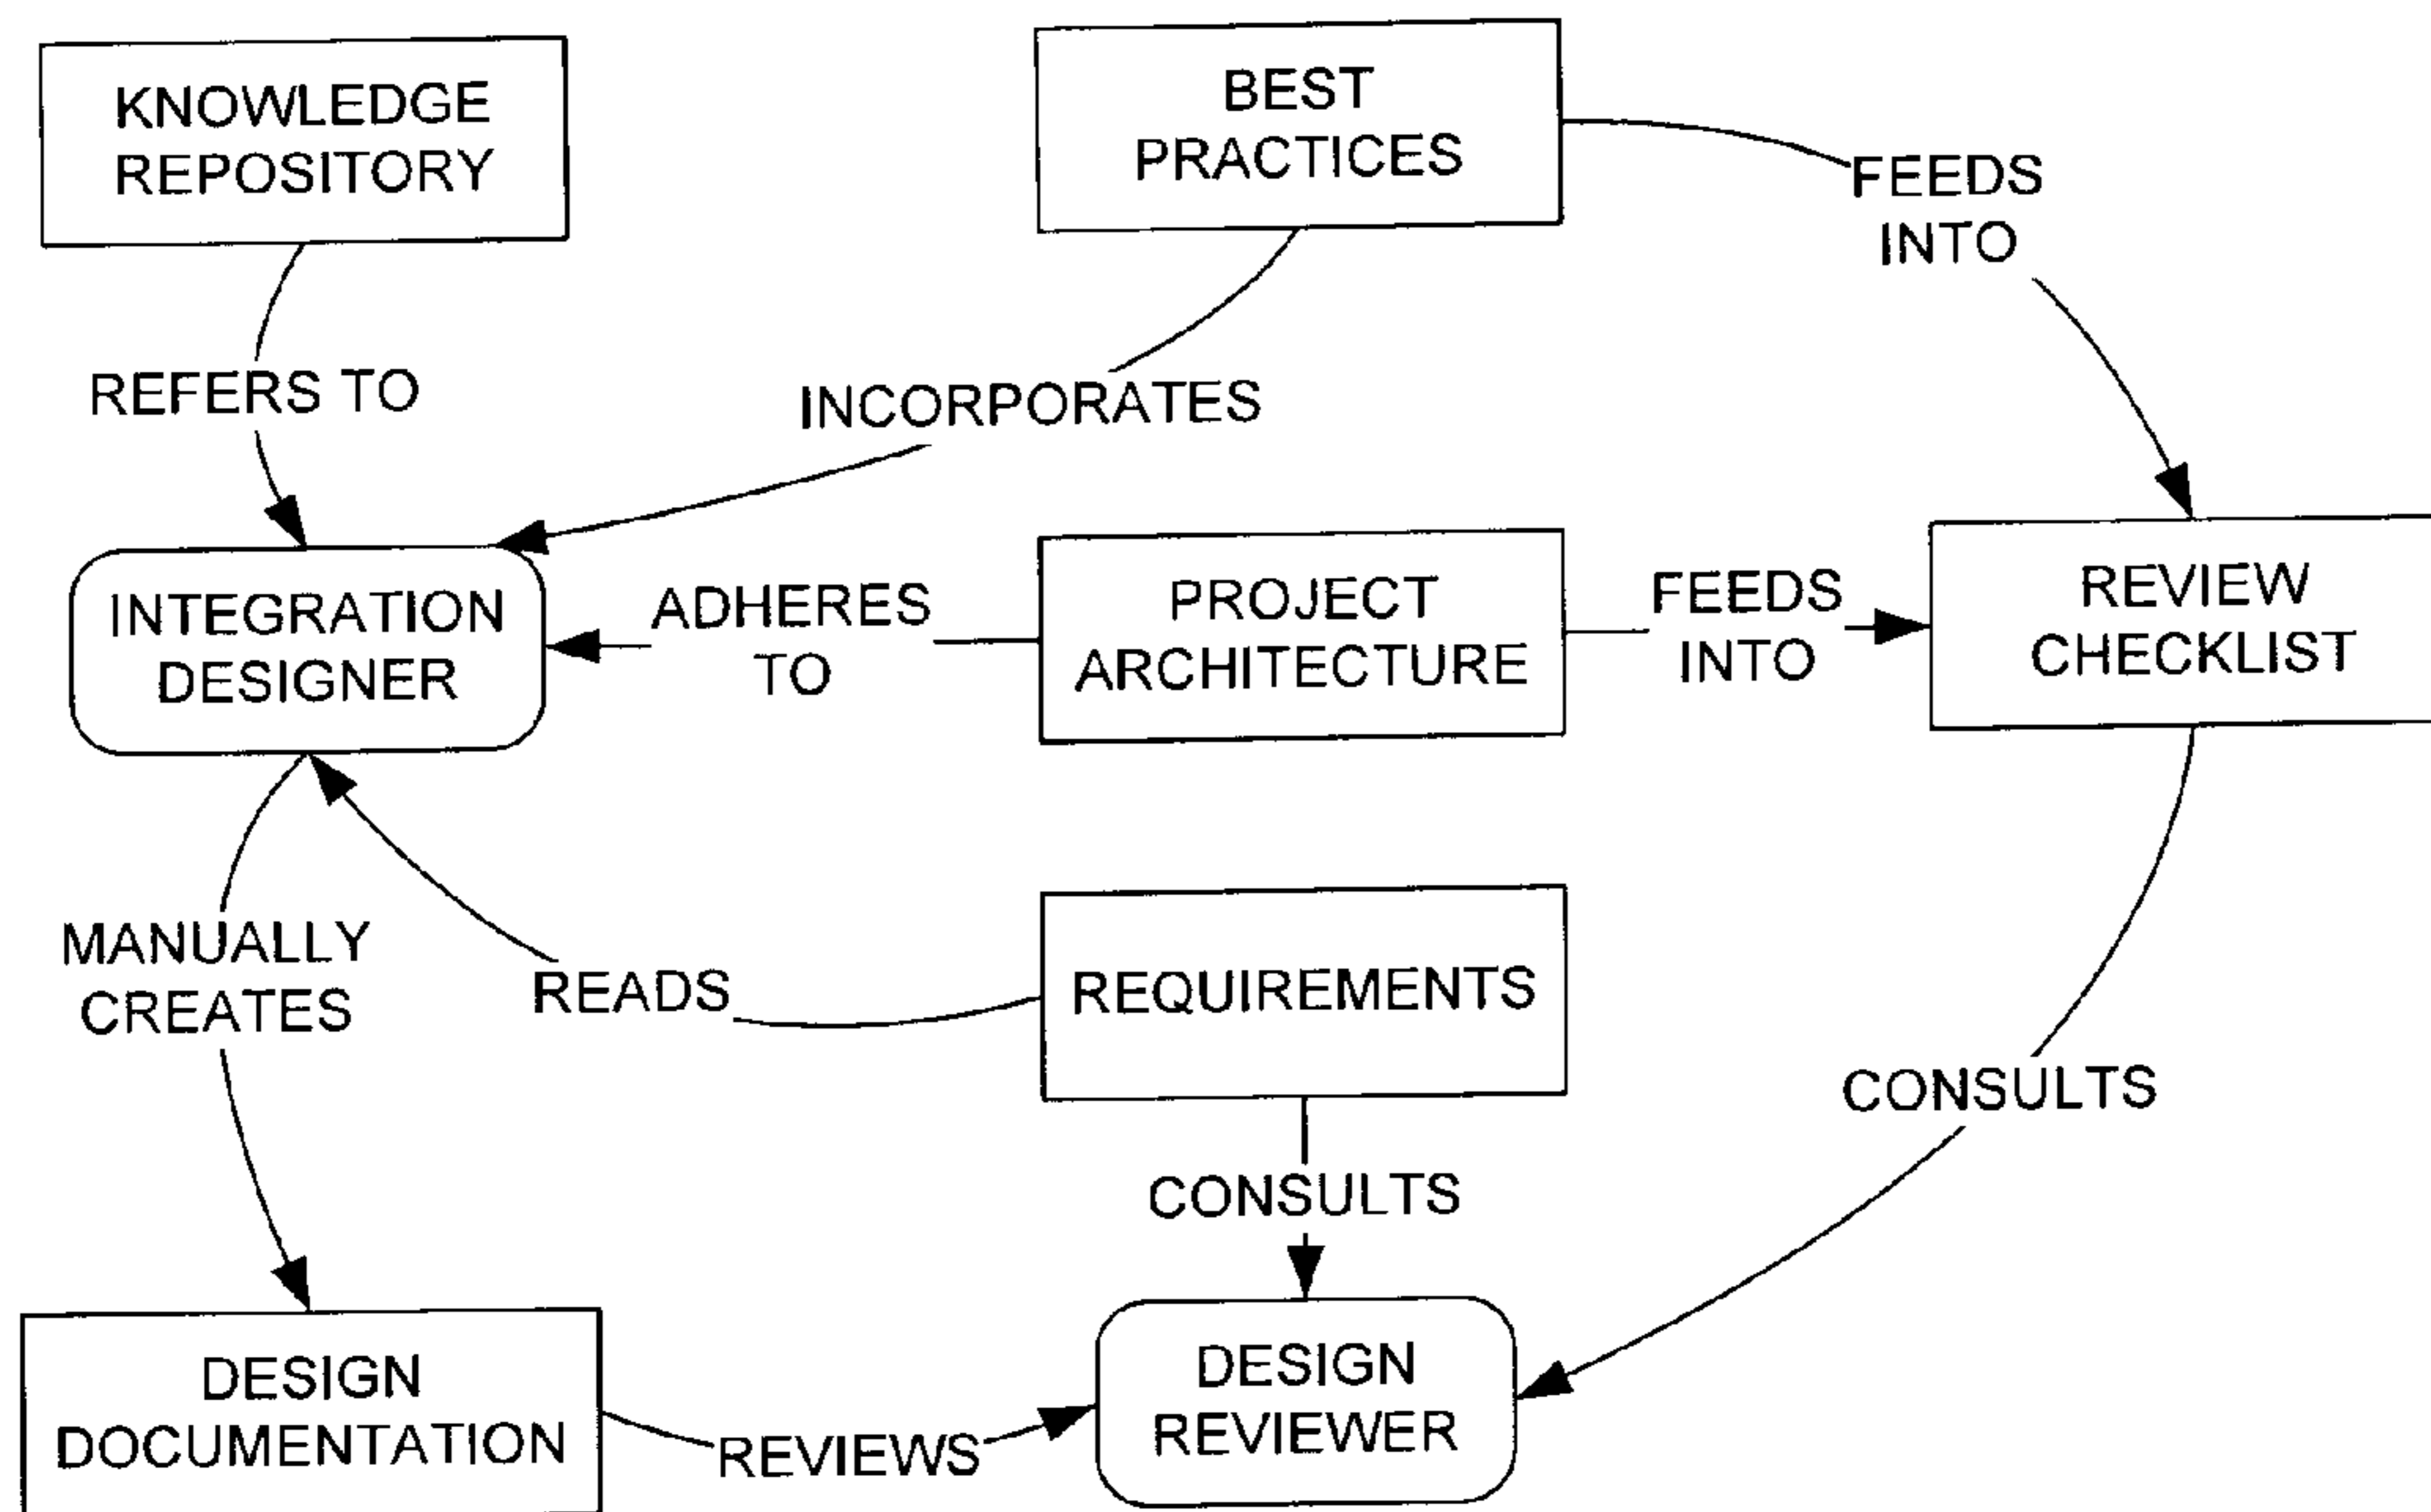 KNOWLEDGE
REPOSITORY
BEST
PRACTICES
FEEDS
INTO
REFERS TO
INCORPORATES
INTEGRATION
DESIGNER
ADHERES
TO
PROJECT
ARCHITECTURE
FEEDS
INTO
REVIEW
CHECKLIST
MANUALLY
CREATES
READS
REQUIREMENTS
CONSULTS
CONSULTS
DESIGN
DOCUMENTATION
REVIEWS
DESIGN
REVIEWER